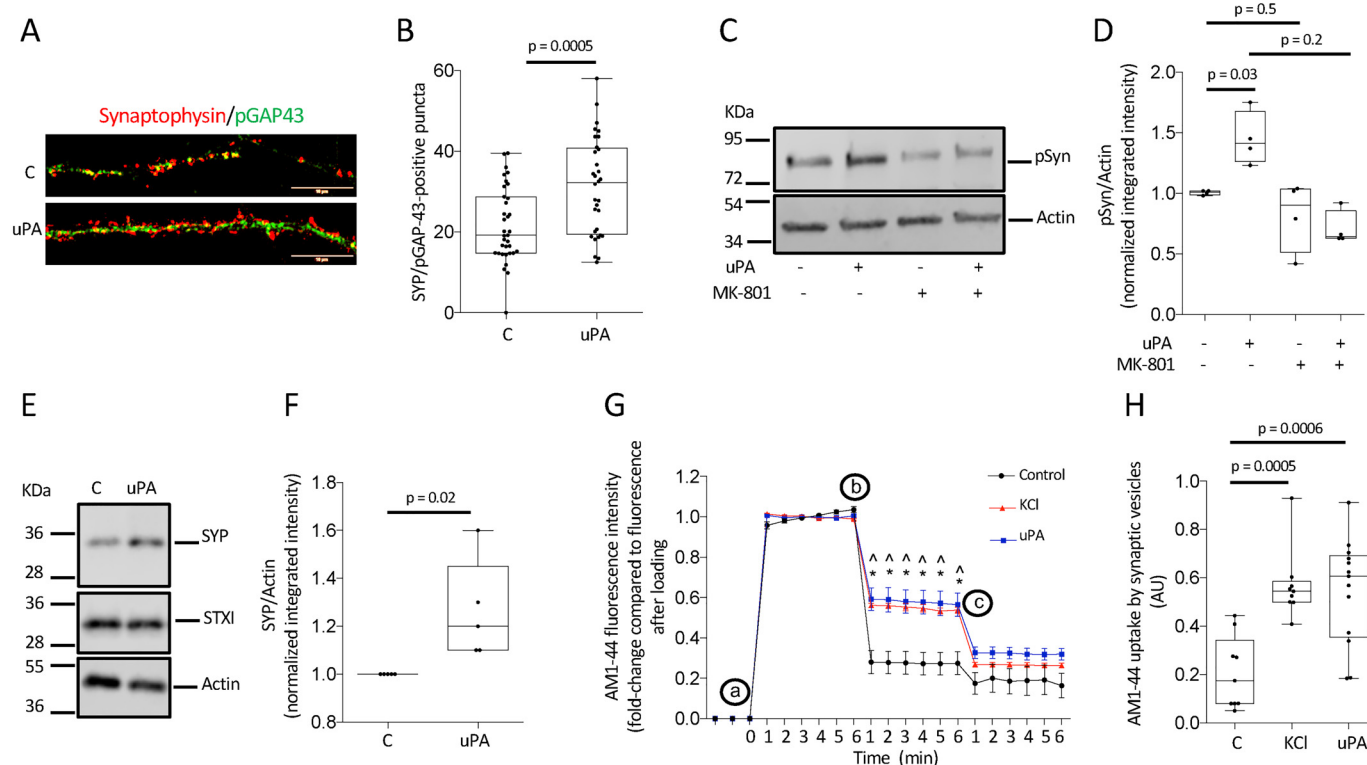 A
Synaptophysin/pGAP43
C
uPA
B
p = 0.0005
SYP/pGAP-43-positive puncta
60
40
20
0
C
uPA
C
KDa
95
72
54
34
pSyn
Actin
uPA - + - +
MK-801 - - + +
D
p = 0.5
p = 0.2
p = 0.03
pSyn/Actin
(normalized integrated intensity)
2.0
1.5
1.0
0.5
0.0
uPA - + - +
MK-801 - - + +
E
KDa
C uPA
36
28
36
28
55
36
SYP
STXI
Actin
F
p = 0.02
SYP/Actin
(normalized integrated intensity)
1.8
1.6
1.4
1.2
1.0
0.8
C
uPA
G
AM1-44 fluorescence intensity
(fold-change compared to fluorescence
after loading
1.2
1.0
0.8
0.6
0.4
0.2
0.0
a
b
c
Control
KCl
uPA
^ ^ ^ ^ ^ ^
* * * * * *
0 1 2 3 4 5 6 1 2 3 4 5 6 1 2 3 4 5 6
Time (min)
H
p = 0.0006
p = 0.0005
AM1-44 uptake by synaptic vesicles
(AU)
1.0
0.8
0.6
0.4
0.2
0.0
C
KCl
uPA